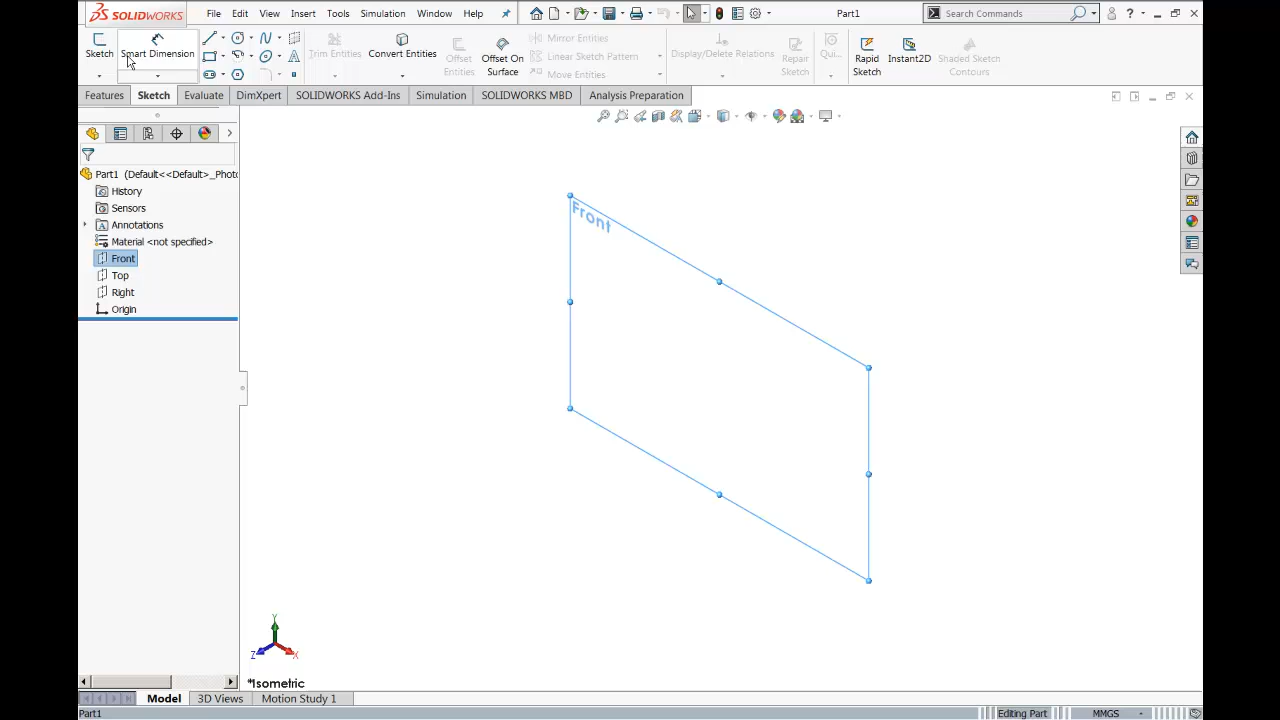 SOLIDWORKS File Edit View Insert Tools Simulation Window Help Part1 Search Commands ?
Sketch Smart Dimension Trim Entities Convert Entities Offset Entities Offset On Surface Mirror Entities Linear Sketch Pattern Move Entities Display/Delete Relations Repair Sketch Qui... Rapid Sketch Instant2D Shaded Sketch Contours
Features Sketch Evaluate DimXpert SOLIDWORKS Add-Ins Simulation SOLIDWORKS MBD Analysis Preparation
Part1 (Default<<Default>_Phot
History
Sensors
Annotations
Material <not specified>
Front
Top
Right
Origin
Front
Y
Z X
*Isometric
Model 3D Views Motion Study 1
Part1 Editing Part MMGS